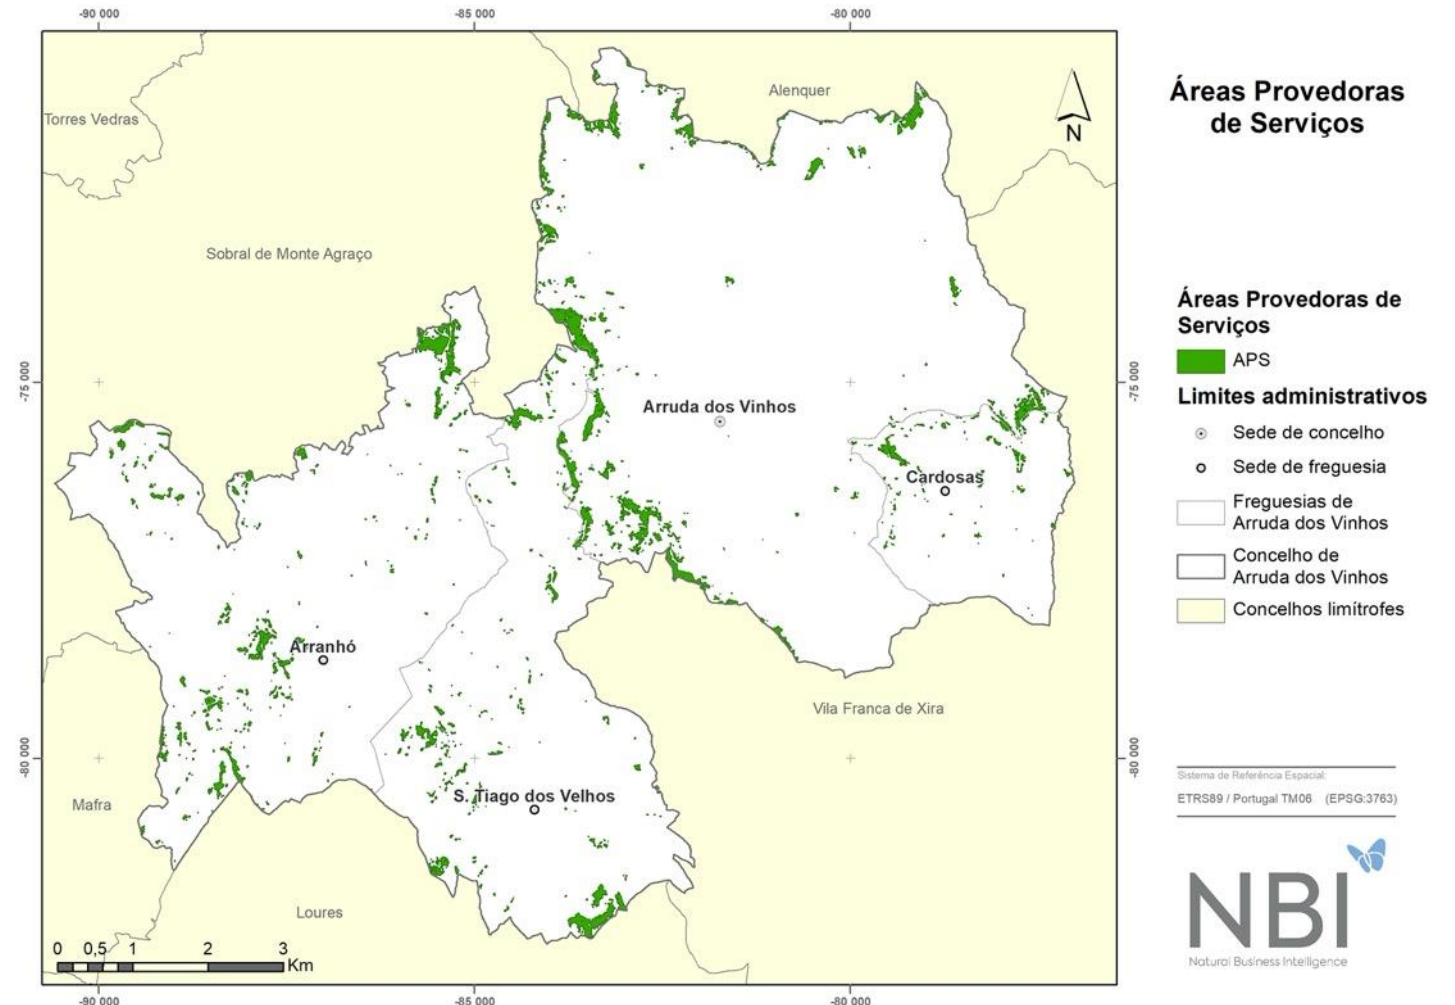 -90 000
-85 000
-80 000
Alenquer
Torres Vedras
N
Sobral de Monte Agraço
-75 000
-75 000
Arruda dos Vinhos
Cardosas
Arranhó
Vila Franca de Xira
-80 000
-80 000
Mafra
S. Tiago dos Velhos
Loures
0 0,5 1 2 3
Km
-90 000
-85 000
-80 000
Áreas Provedoras
de Serviços
Áreas Provedoras de
Serviços
APS
Limites administrativos
Sede de concelho
Sede de freguesia
Freguesias de
Arruda dos Vinhos
Concelho de
Arruda dos Vinhos
Concelhos limítrofes
Sistema de Referência Espacial:
ETRS89 / Portugal TM06 (EPSG:3763)
NBI
Natural Business Intelligence